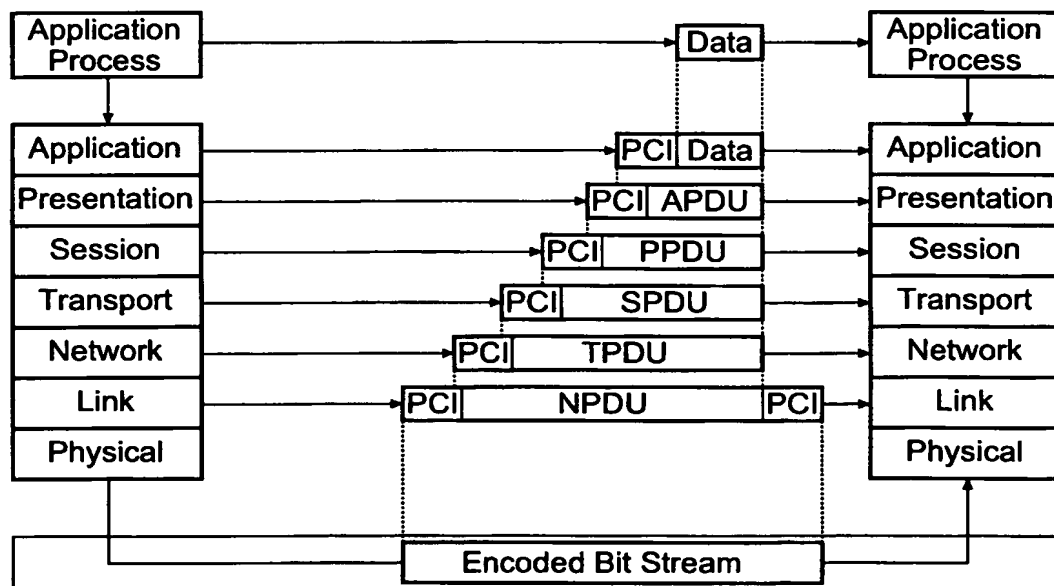 Application Process
Data
Application Process
Application
PCI Data
Application
Presentation
PCI APDU
Presentation
Session
PCI PPDU
Session
Transport
PCI SPDU
Transport
Network
PCI TPDU
Network
Link
PCI NPDU PCI
Link
Physical
Physical
Encoded Bit Stream